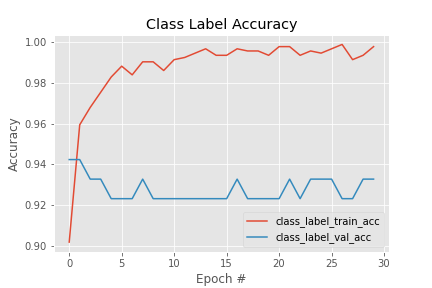 Class Label Accuracy
1.00
0.98
0.96
0.94
0.92
0.90
Accuracy
0
5
10
15
20
25
30
Epoch #
class_label_train_acc
class_label_val_acc